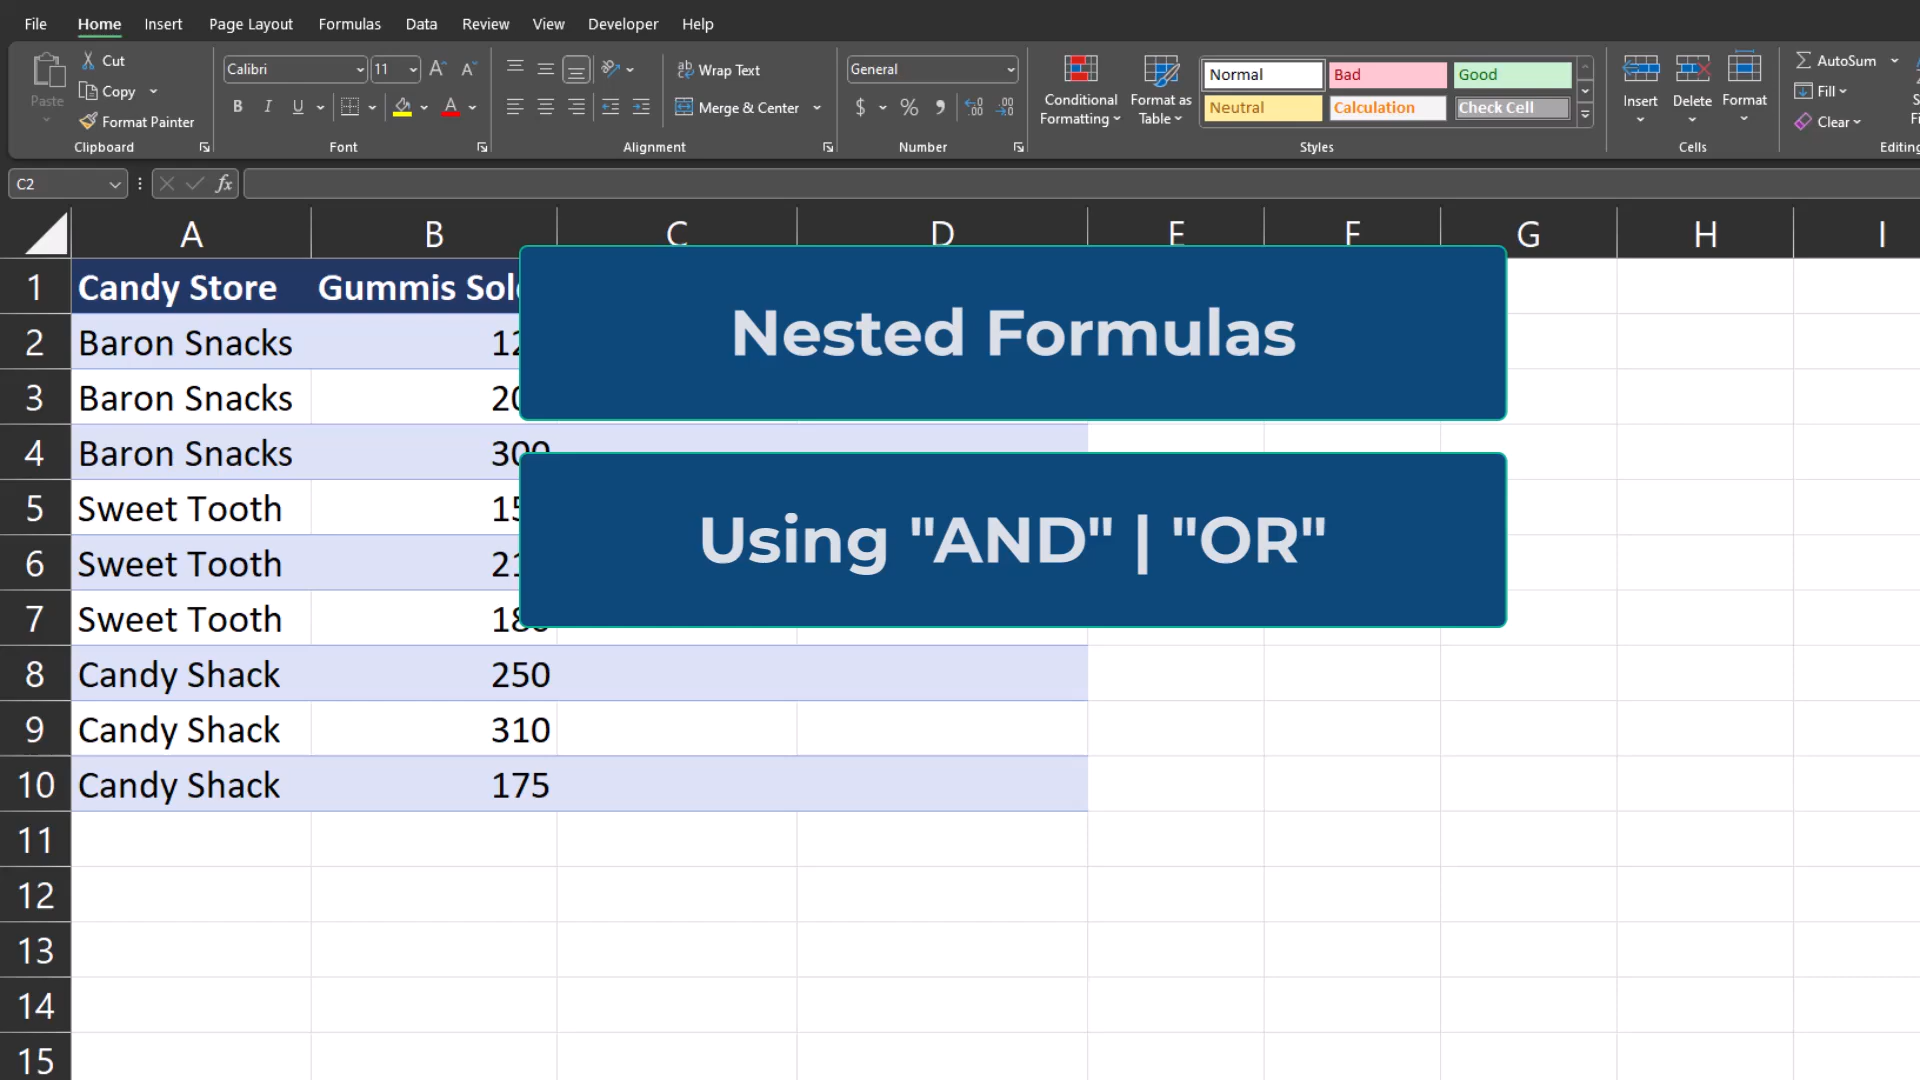 File Home Insert Page Layout Formulas Data Review View Developer Help
Paste
Cut
Copy
Format Painter
Clipboard
Calibri 11
B I U
Font
Wrap Text
Merge & Center
Alignment
General
$ %
Number
Conditional Formatting
Format as Table
Normal Bad Good
Neutral Calculation Check Cell
Styles
Insert Delete Format
Cells
AutoSum
Fill
Clear
Editing
C2 fx
A B C D E F G H I
1 Candy Store Gummis
2 Baron Snacks
3 Baron Snacks
4 Baron Snacks 300
5 Sweet Tooth
6 Sweet Tooth
7 Sweet Tooth
8 Candy Shack 250
9 Candy Shack 310
10 Candy Shack 175
11
12
13
14
15
Nested Formulas
Using "AND" | "OR"